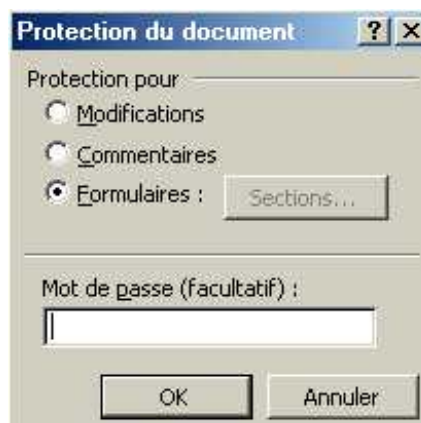 Protection du document
Protection pour
Modifications
Commentaires
Formulaires : Sections...
Mot de passe (facultatif) :
OK Annuler